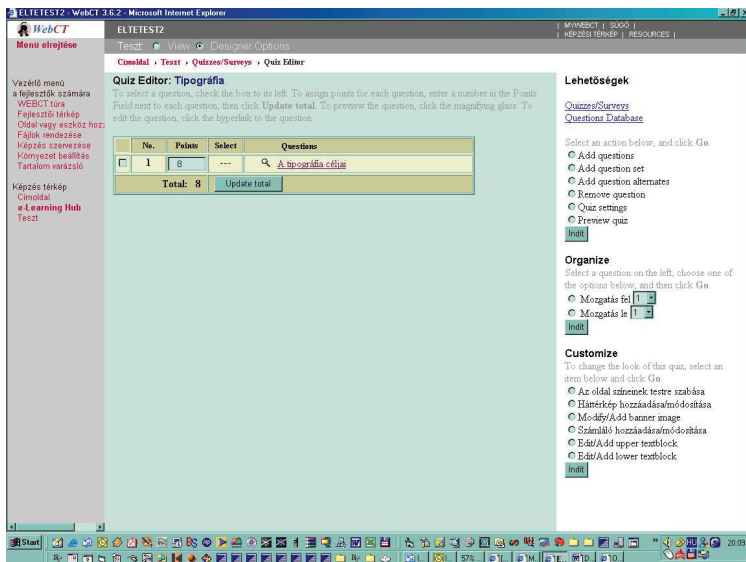 ELTETEST2 - WebCT 3.6.2 - Microsoft Internet Explorer
WebCT
Menü elrejtése
ELTETEST2
| MYWEBCT | SÚGÓ |
| KÉPZÉSI TÉRKÉP | RESOURCES |
Teszt: View Designer Options
Címoldal › Teszt › Quizzes/Surveys › Quiz Editor
Vezérlő menü
a fejlesztők számára
WEBCT túra
Fejlesztői térkép
Oldal vagy eszköz hoz:
Fájlok rendezése
Képzés szervezése
Környezet beállítás
Tartalom varázsló
Képzés térkép
Címoldal
e-Learning Hub
Teszt
Quiz Editor: Tipográfia
To select a question, check the box to its left. To assign points for each question, enter a number in the Points
Field next to each question, then click Update total. To preview the question, click the magnifying glass. To
edit the question, click the hyperlink to the question.
No. Points Select Questions
1 8 --- A tipográfia céljai
Total: 8 Update total
Lehetőségek
Quizzes/Surveys
Questions Database
Select an action below, and click Go.
Add questions
Add question set
Add question alternates
Remove question
Quiz settings
Preview quiz
Indít
Organize
Select a question on the left, choose one of
the options below, and then click Go.
Mozgatás fel 1
Mozgatás le 1
Indít
Customize
To change the look of this quiz, select an
item below and click Go
Az oldal színeinek testre szabása
Háttérkép hozzáadása/módosítása
Modify/Add banner image
Számláló hozzáadása/módosítása
Edit/Add upper textblock
Edit/Add lower textblock
Indít
Start
20:09
57%